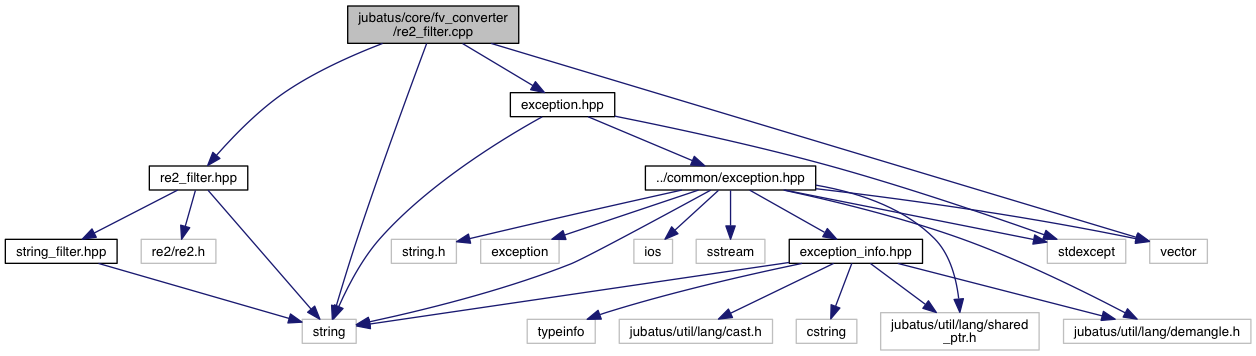 jubatus/core/fv_converter
/re2_filter.cpp
exception.hpp
re2_filter.hpp
../common/exception.hpp
string_filter.hpp
re2/re2.h
string.h
exception
ios
sstream
exception_info.hpp
stdexcept
vector
string
typeinfo
jubatus/util/lang/cast.h
cstring
jubatus/util/lang/shared
_ptr.h
jubatus/util/lang/demangle.h